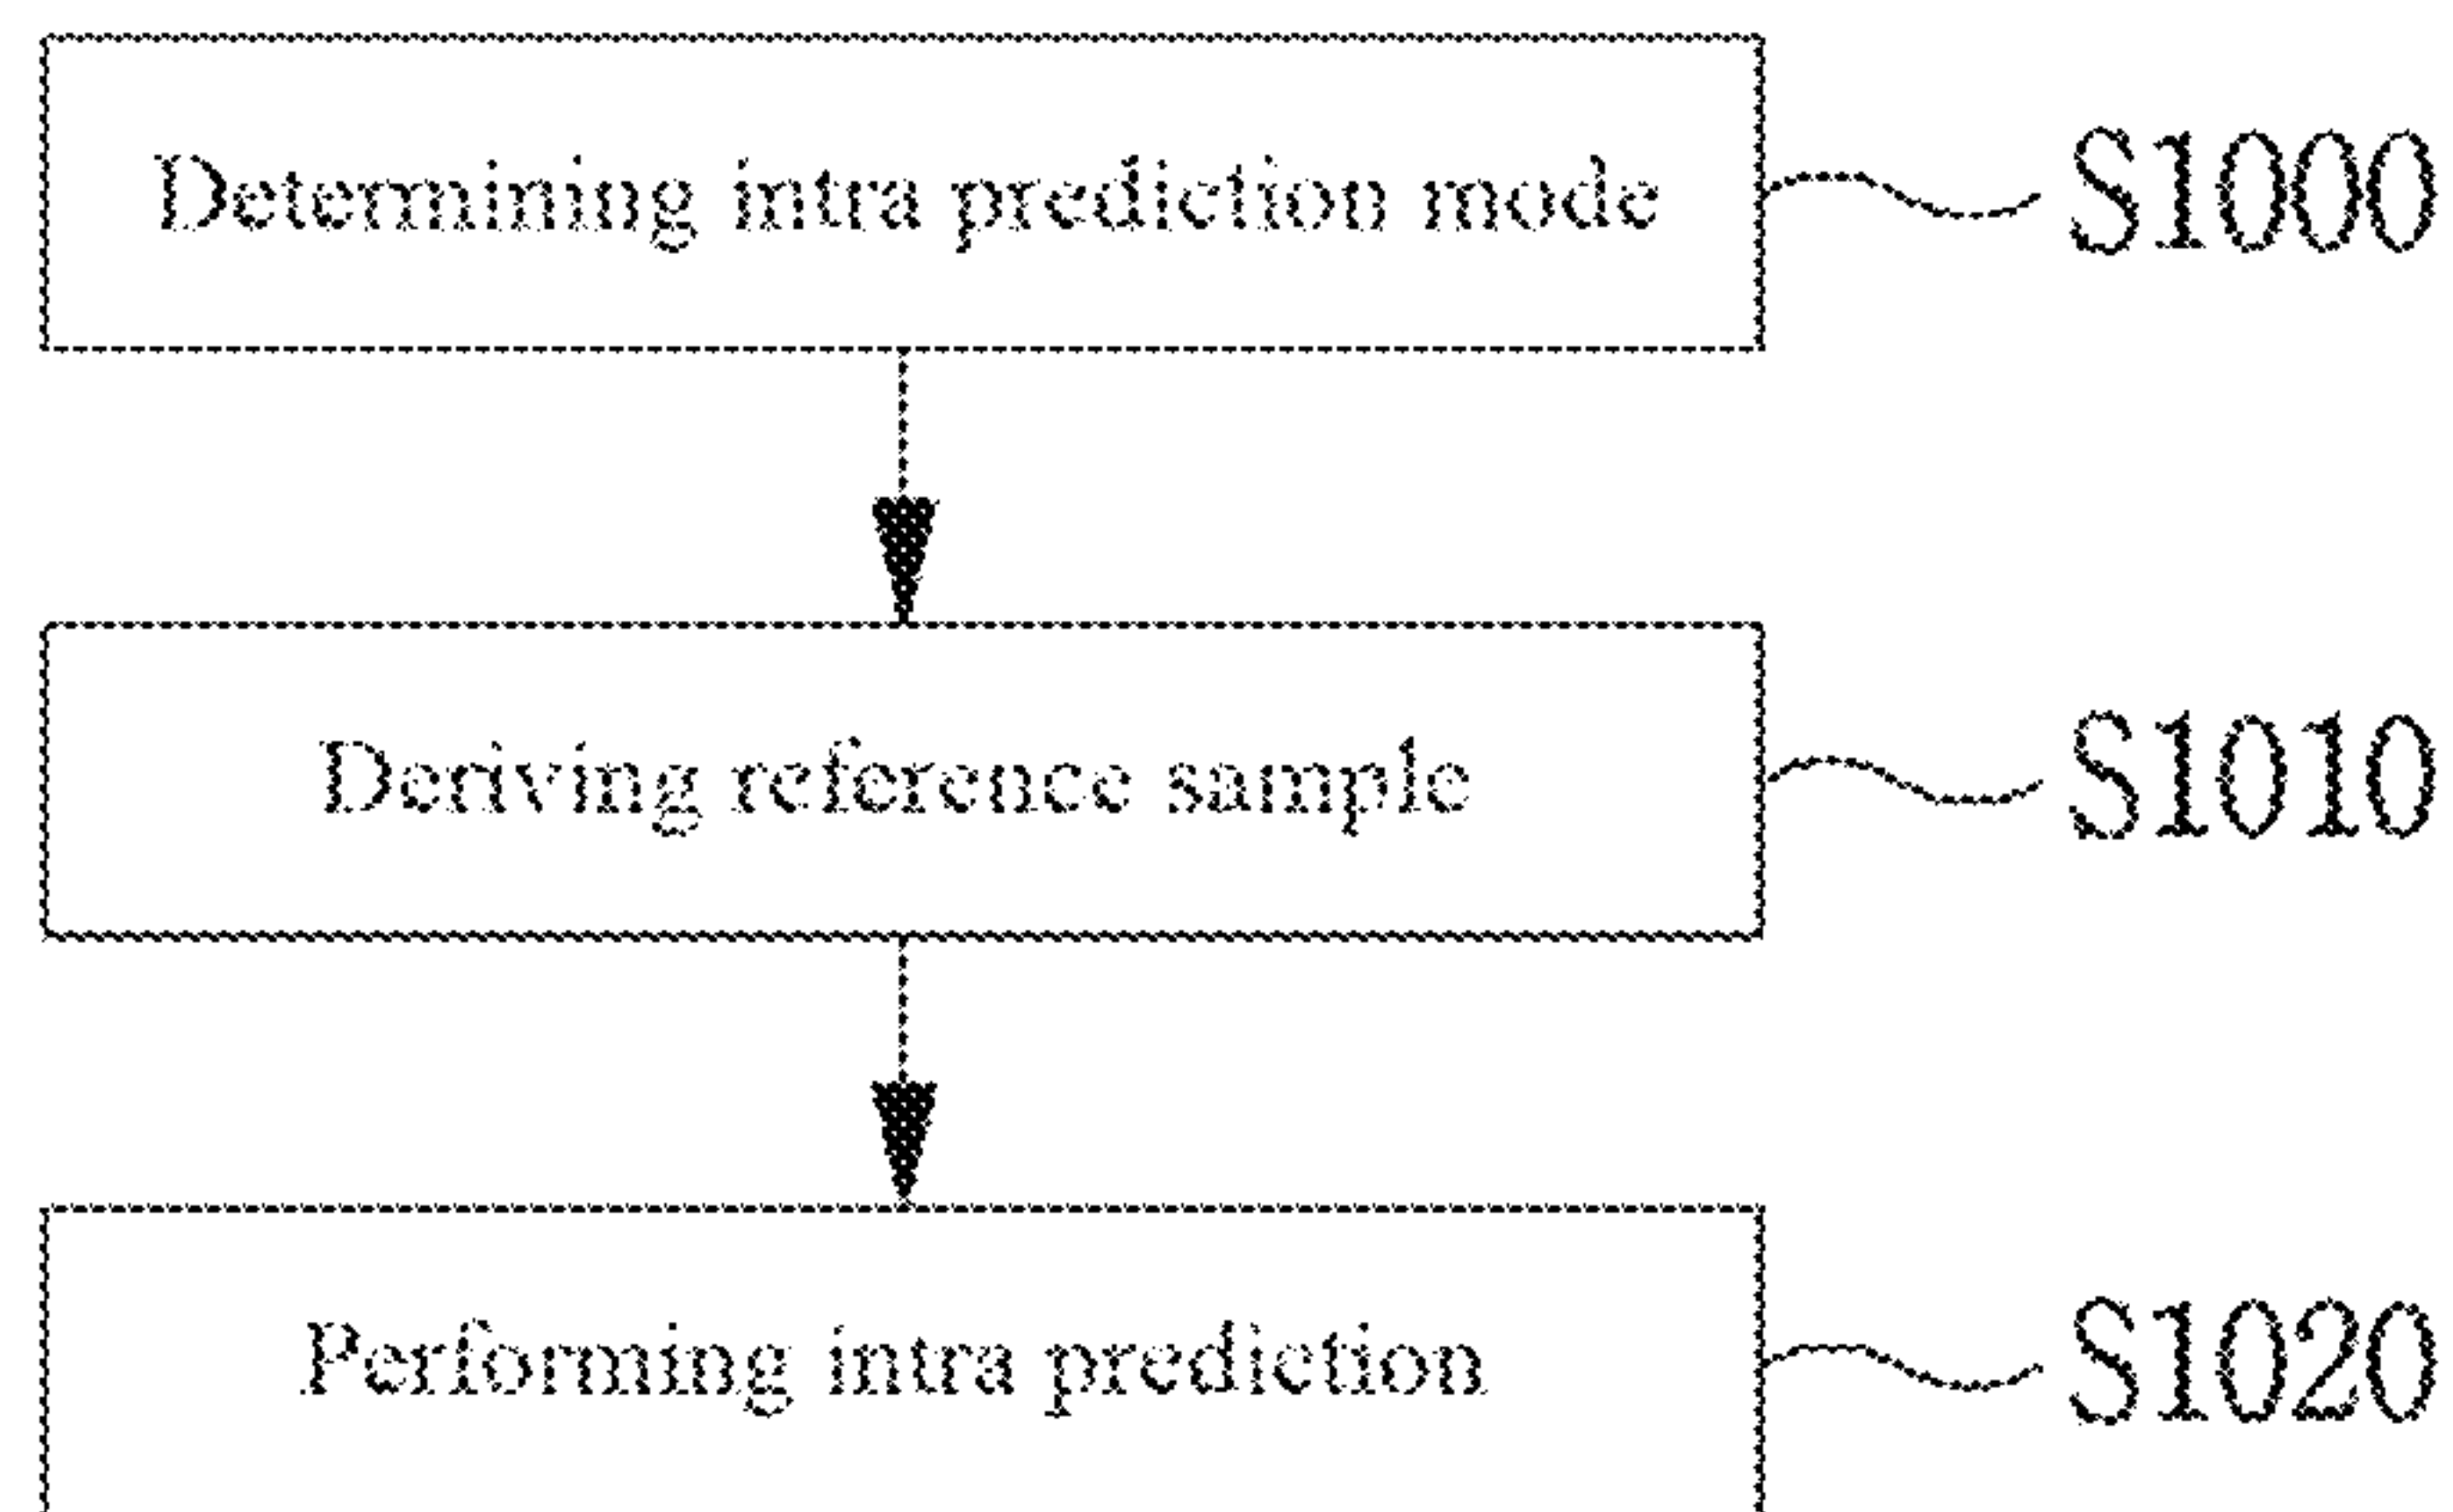 Determining intra prediction mode S1000
Deriving reference sample S1010
Performing intra prediction S1020